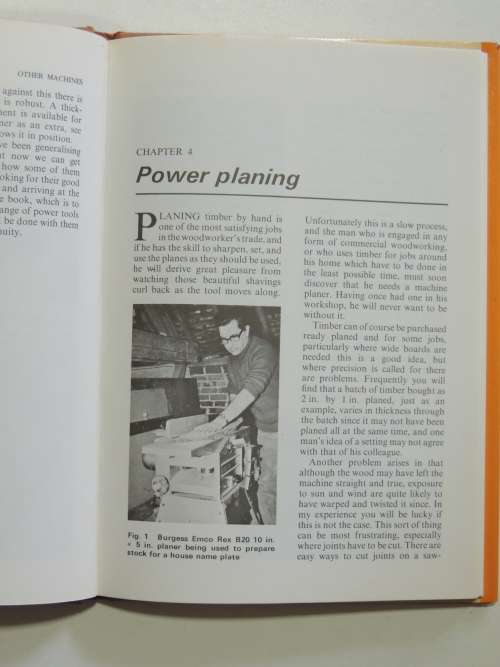 OTHER MACHINES
against this there is
is robust. A thick-
ment is available for
ner as an extra, see
ows it in position.
ve been generalising
t now we can get
how some of them
oking for their good
and arriving at the
e book, which is to
ange of power tools
be done with them
nuity.
CHAPTER 4
Power planing
PLANING timber by hand is
one of the most satisfying jobs
in the woodworker's trade, and
if he has the skill to sharpen, set, and
use the planes as they should be used,
he will derive great pleasure from
watching those beautiful shavings
curl back as the tool moves along.
Fig. 1 Burgess Emco Rex B20 10 in.
× 5 in. planer being used to prepare
stock for a house name plate
Unfortunately this is a slow process,
and the man who is engaged in any
form of commercial woodworking,
or who uses timber for jobs around
his home which have to be done in
the least possible time, must soon
discover that he needs a machine
planer. Having once had one in his
workshop, he will never want to be
without it.
Timber can of course be purchased
ready planed and for some jobs,
particularly where wide boards are
needed this is a good idea, but
where precision is called for there
are problems. Frequently you will
find that a batch of timber bought as
2 in. by 1 in. planed, just as an
example, varies in thickness through
the batch since it may not have been
planed all at the same time, and one
man's idea of a setting may not agree
with that of his colleague.
Another problem arises in that
although the wood may have left the
machine straight and true, exposure
to sun and wind are quite likely to
have warped and twisted it since. In
my experience you will be lucky if
this is not the case. This sort of thing
can be most frustrating, especially
where joints have to be cut. There are
easy ways to cut joints on a saw-